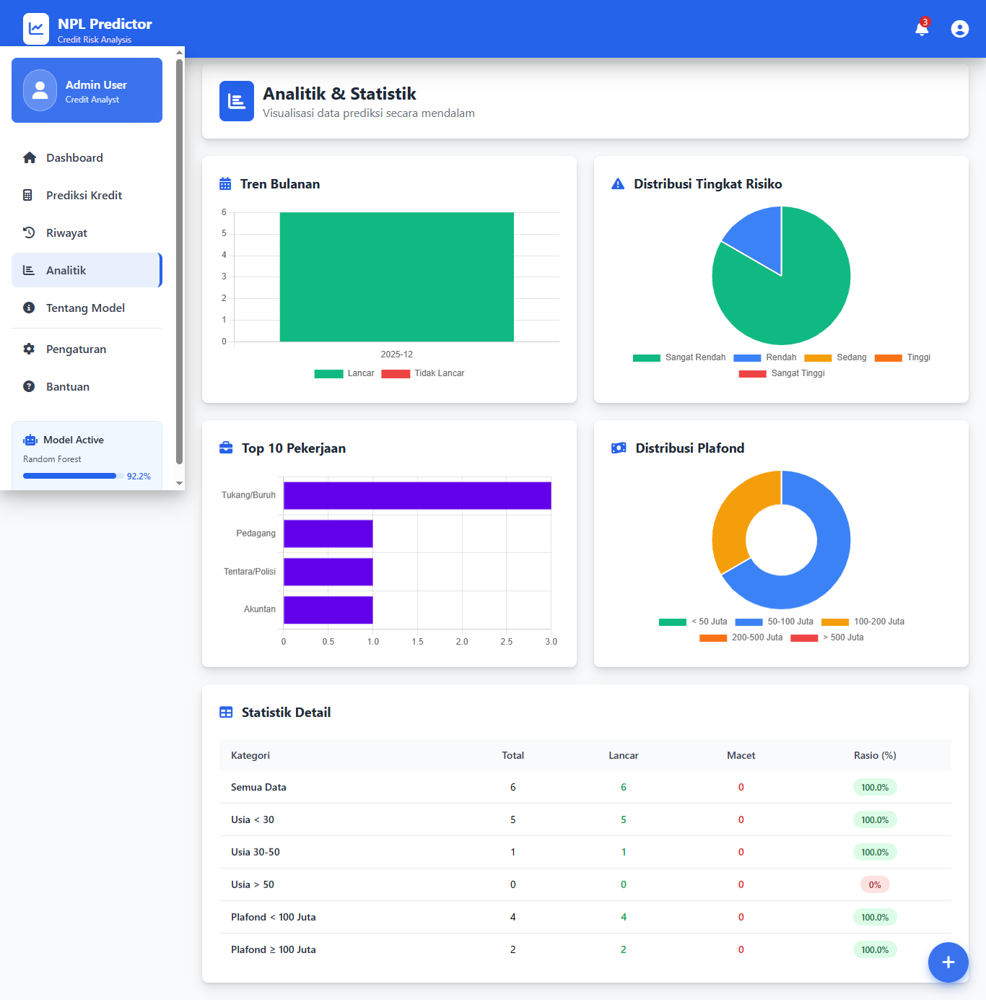 NPL Predictor
Credit Risk Analysis
3
Admin User
Credit Analyst
Dashboard
Prediksi Kredit
Riwayat
Analitik
Tentang Model
Pengaturan
Bantuan
Model Active
Random Forest
92.2%
Analitik & Statistik
Visualisasi data prediksi secara mendalam
Tren Bulanan
6
5
4
3
2
1
0
2025-12
Lancar Tidak Lancar
Distribusi Tingkat Risiko
Sangat Rendah Rendah Sedang Tinggi
Sangat Tinggi
Top 10 Pekerjaan
Tukang/Buruh
Pedagang
Tentara/Polisi
Akuntan
0 0.5 1.0 1.5 2.0 2.5 3.0
Distribusi Plafond
< 50 Juta 50-100 Juta 100-200 Juta
200-500 Juta > 500 Juta
Statistik Detail
Kategori Total Lancar Macet Rasio (%)
Semua Data 6 6 0 100.0%
Usia < 30 5 5 0 100.0%
Usia 30-50 1 1 0 100.0%
Usia > 50 0 0 0 0%
Plafond < 100 Juta 4 4 0 100.0%
Plafond ≥ 100 Juta 2 2 0 100.0%